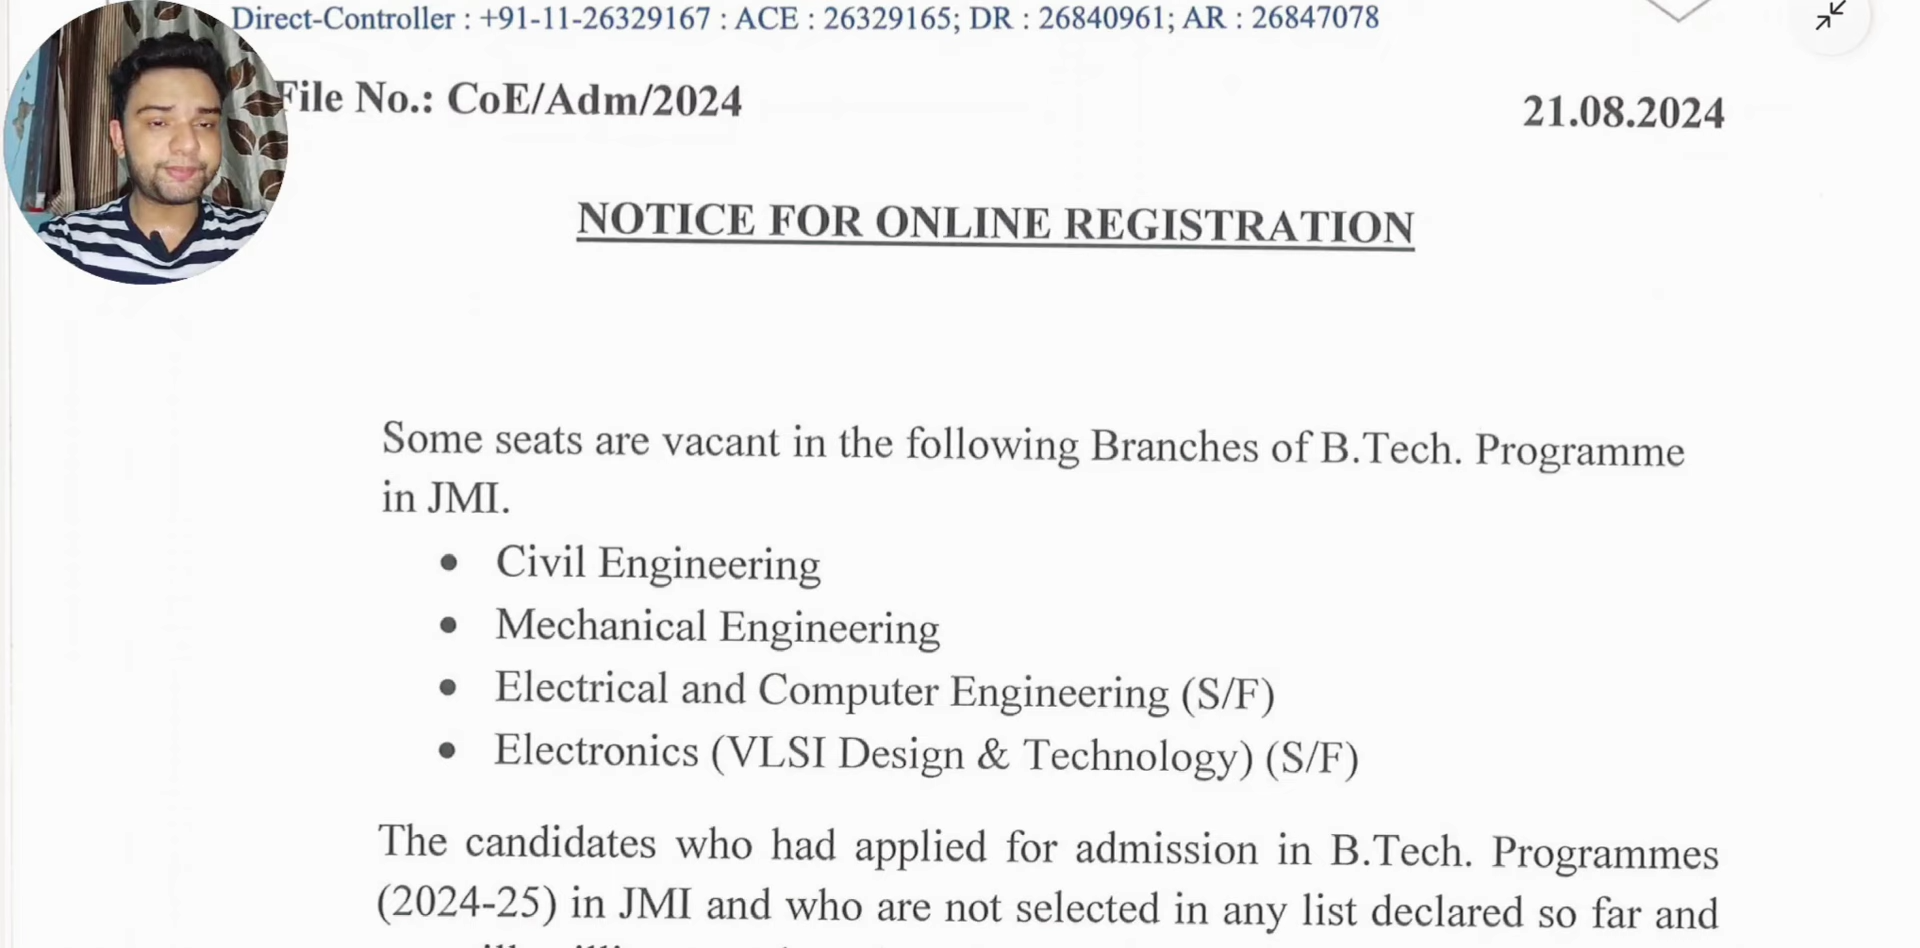 Direct-Controller : +91-11-26329167 : ACE : 26329165; DR : 26840961; AR : 26847078
File No.: CoE/Adm/2024
21.08.2024
NOTICE FOR ONLINE REGISTRATION
Some seats are vacant in the following Branches of B.Tech. Programme
in JMI.
• Civil Engineering
• Mechanical Engineering
• Electrical and Computer Engineering (S/F)
• Electronics (VLSI Design & Technology) (S/F)
The candidates who had applied for admission in B.Tech. Programmes
(2024-25) in JMI and who are not selected in any list declared so far and